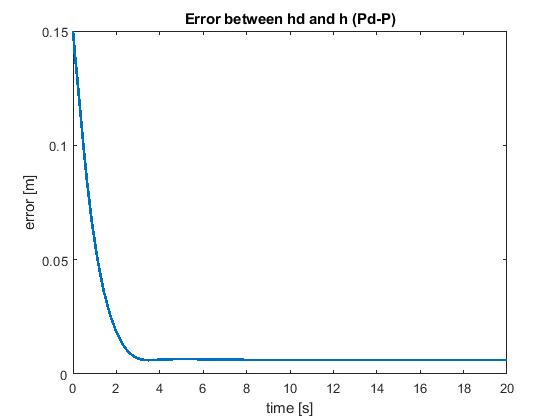 Error between hd and h (Pd-P)
0.15
0.1
0.05
0
error [m]
0 2 4 6 8 10 12 14 16 18 20
time [s]